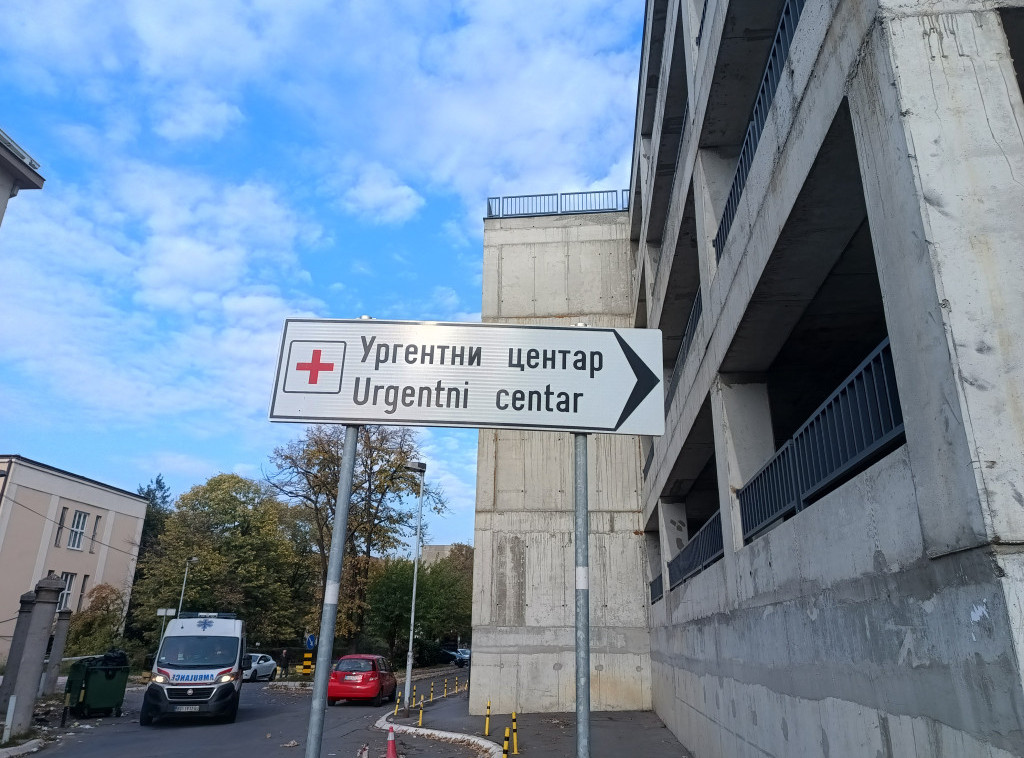 Ургентни центар
Urgentni centar